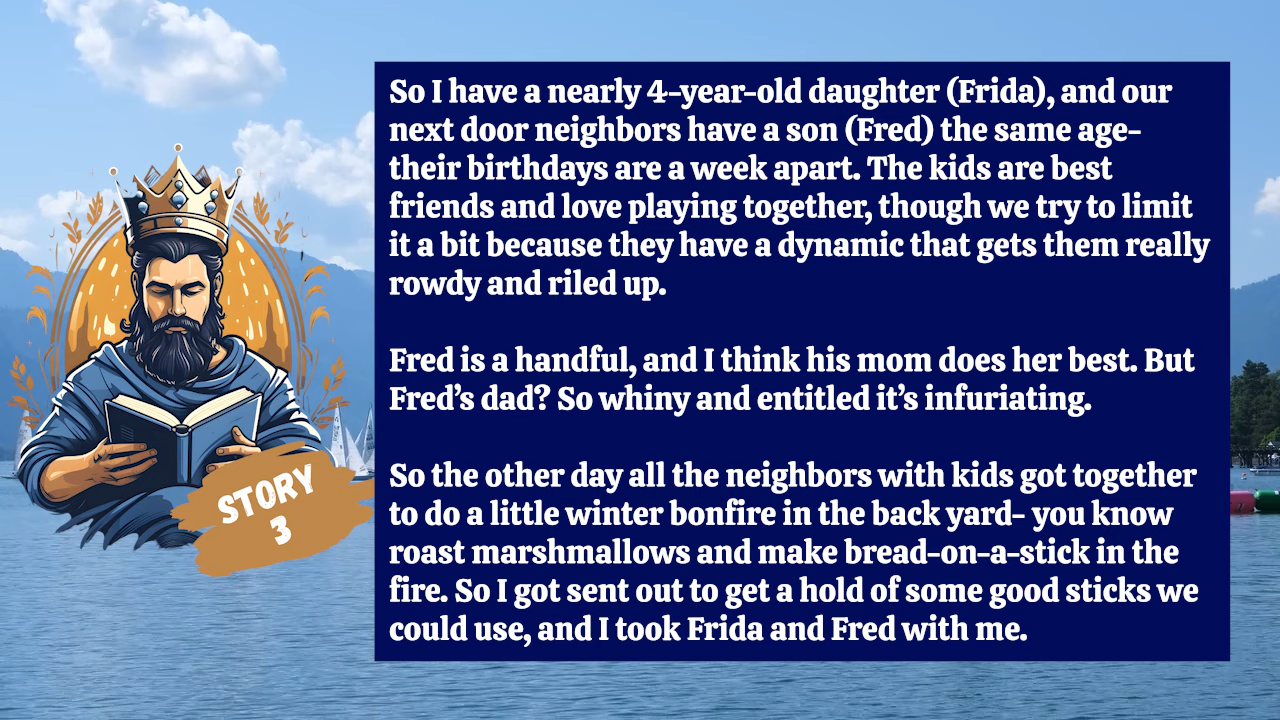 So I have a nearly 4-year-old daughter (Frida), and our
next door neighbors have a son (Fred) the same age-
their birthdays are a week apart. The kids are best
friends and love playing together, though we try to limit
it a bit because they have a dynamic that gets them really
rowdy and riled up.
Fred is a handful, and I think his mom does her best. But
Fred’s dad? So whiny and entitled it’s infuriating.
So the other day all the neighbors with kids got together
to do a little winter bonfire in the back yard- you know
roast marshmallows and make bread-on-a-stick in the
fire. So I got sent out to get a hold of some good sticks we
could use, and I took Frida and Fred with me.
STORY
3